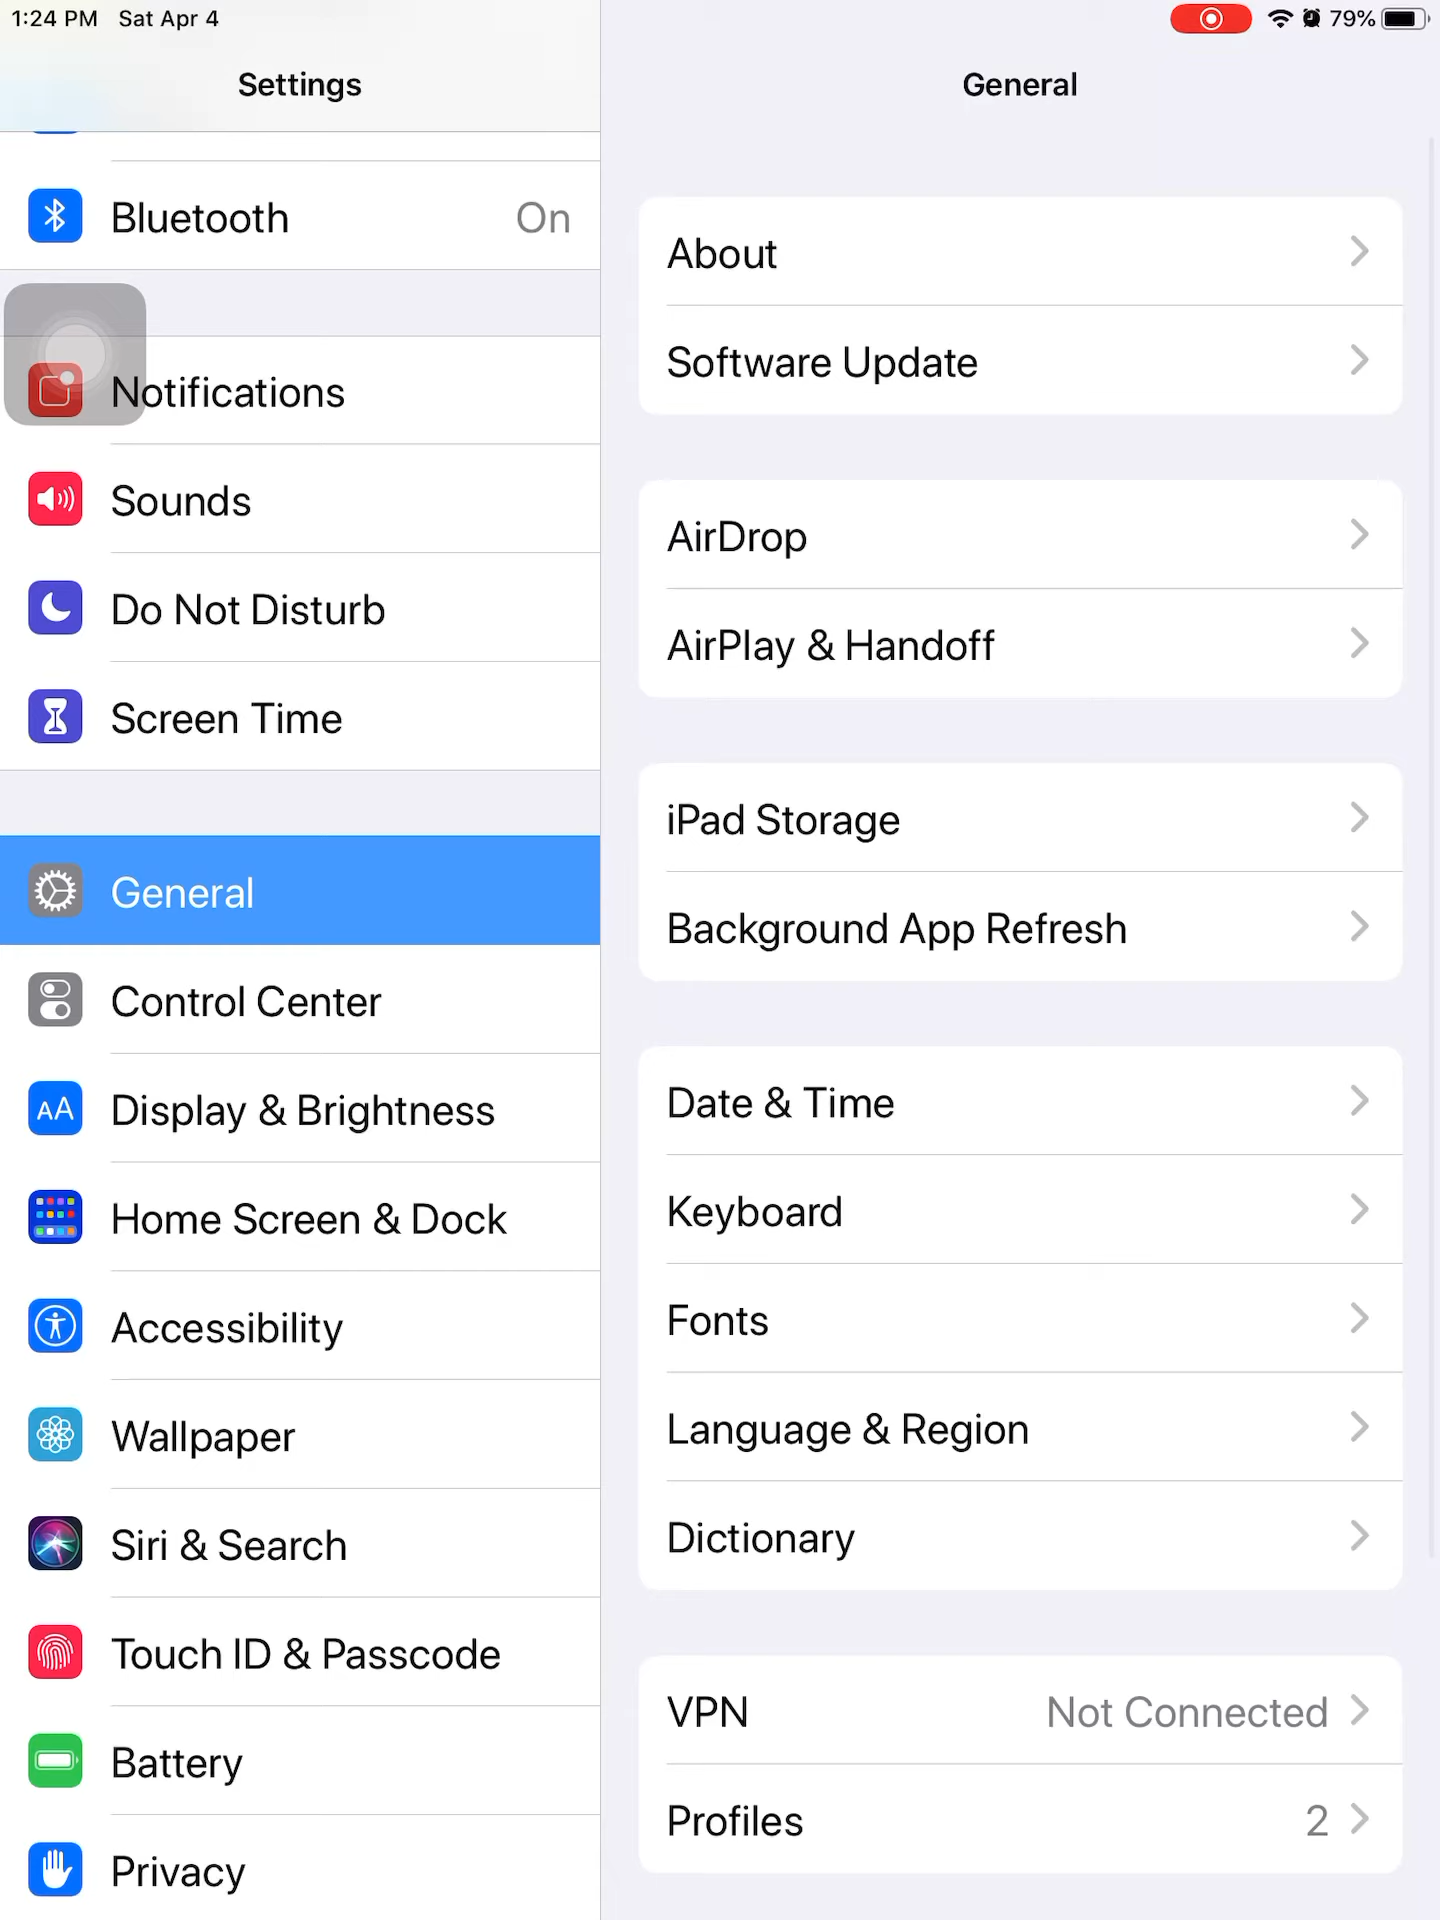 1:24 PM Sat Apr 4
79%
Settings
Bluetooth On
Notifications
Sounds
Do Not Disturb
Screen Time
General
Control Center
AA Display & Brightness
Home Screen & Dock
Accessibility
Wallpaper
Siri & Search
Touch ID & Passcode
Battery
Privacy
General
About
Software Update
AirDrop
AirPlay & Handoff
iPad Storage
Background App Refresh
Date & Time
Keyboard
Fonts
Language & Region
Dictionary
VPN Not Connected
Profiles 2